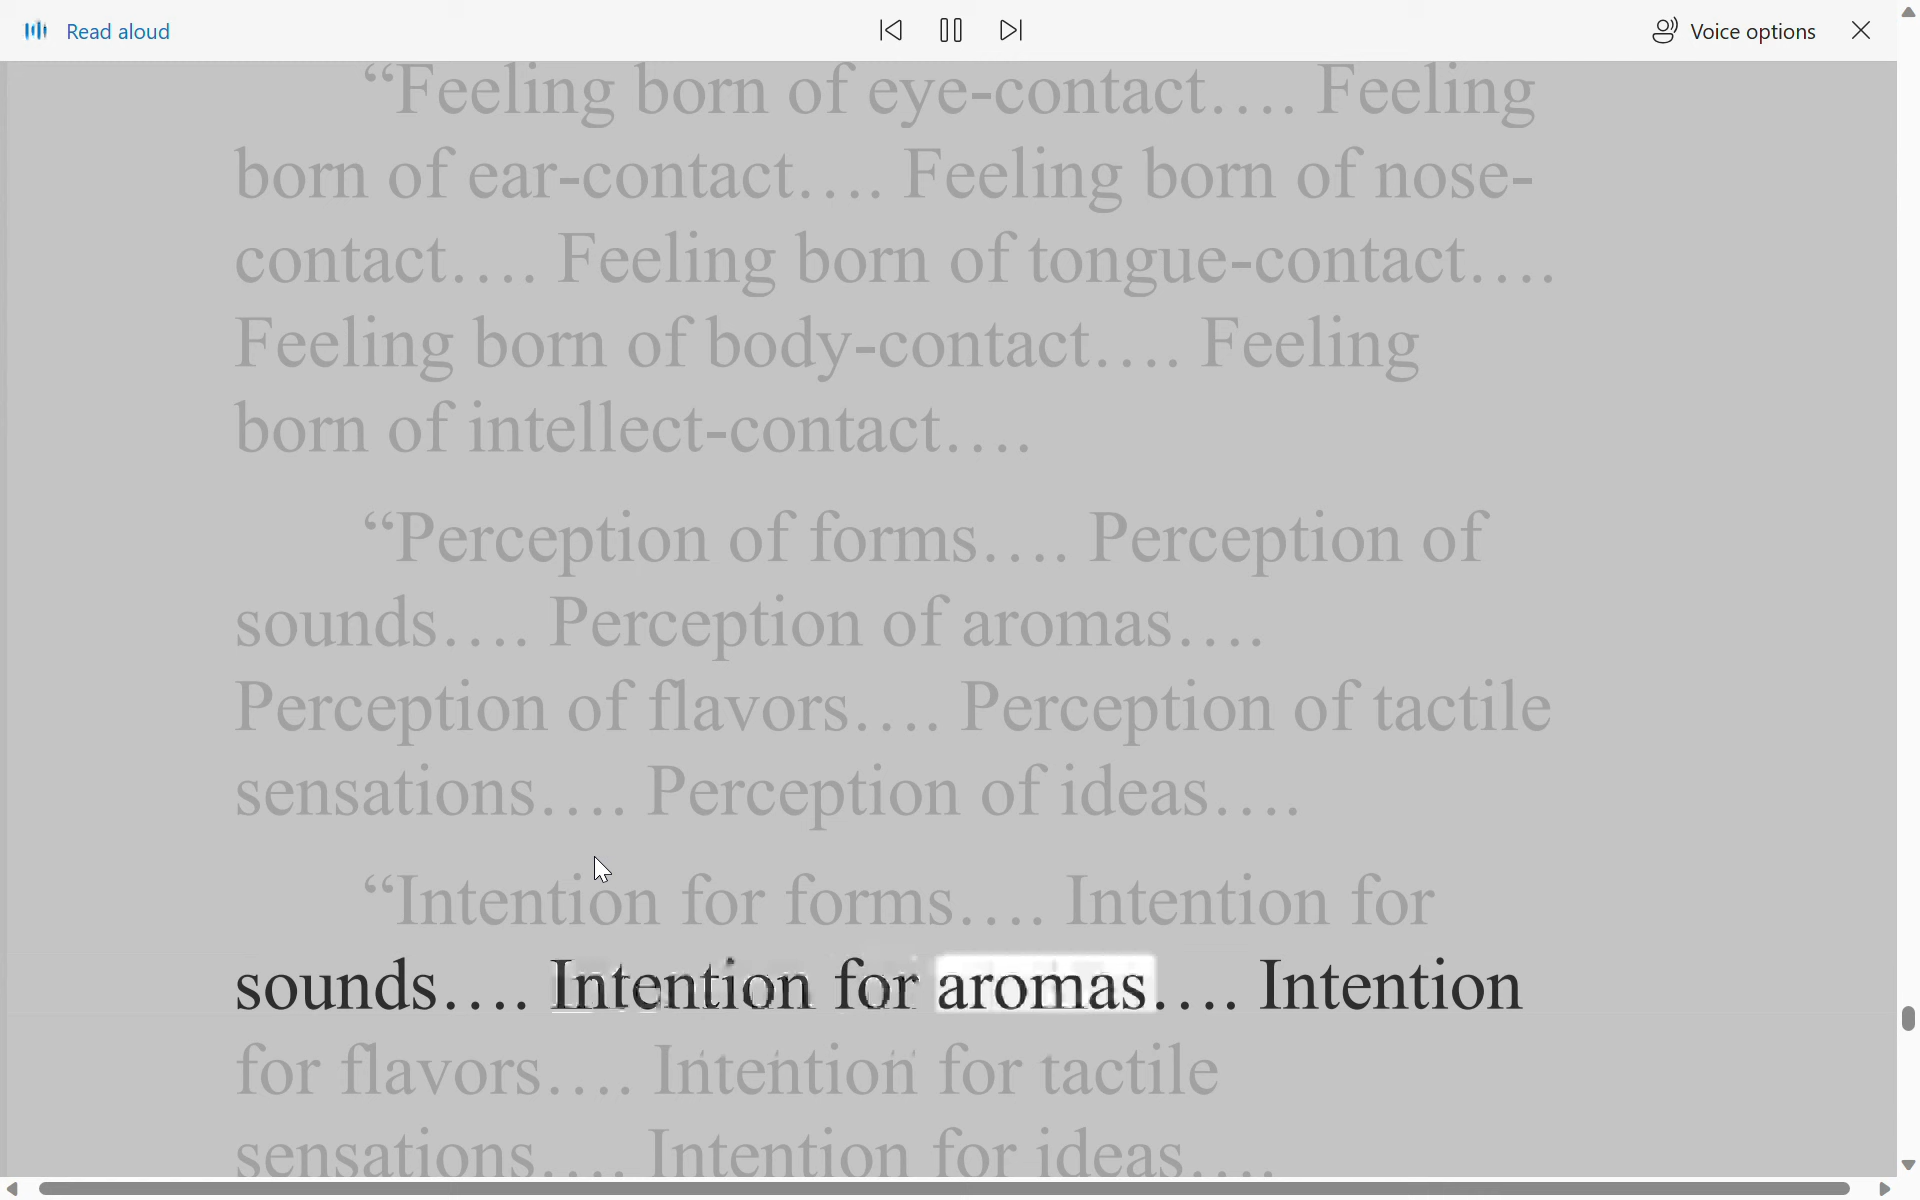 Read aloud
Voice options
“Feeling born of eye-contact…. Feeling
born of ear-contact…. Feeling born of nose-
contact…. Feeling born of tongue-contact….
Feeling born of body-contact…. Feeling
born of intellect-contact….
“Perception of forms…. Perception of
sounds…. Perception of aromas….
Perception of flavors…. Perception of tactile
sensations…. Perception of ideas….
“Intention for forms…. Intention for
sounds…. Intention for aromas…. Intention
for flavors…. Intention for tactile
sensations…. Intention for ideas….